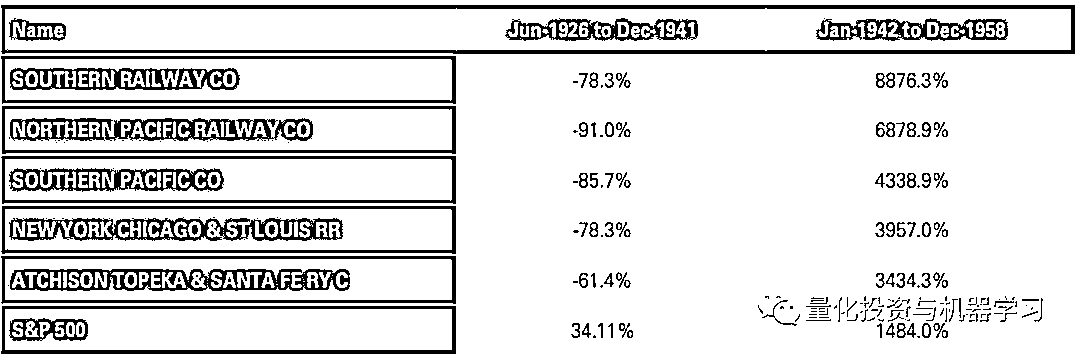 Name Jun-1926 to Dec-1941 Jan-1942 to Dec-1958
SOUTHERN RAILWAY CO -78.3% 8876.3%
NORTHERN PACIFIC RAILWAY CO -91.0% 6878.9%
SOUTHERN PACIFIC CO -85.7% 4338.9%
NEW YORK CHICAGO & ST LOUIS RR -78.3% 3957.0%
ATCHISON TOPEKA & SANTA FE RY C -61.4% 3434.3%
量化投资与机器学习
S&P 500 34.11% 1484.0%